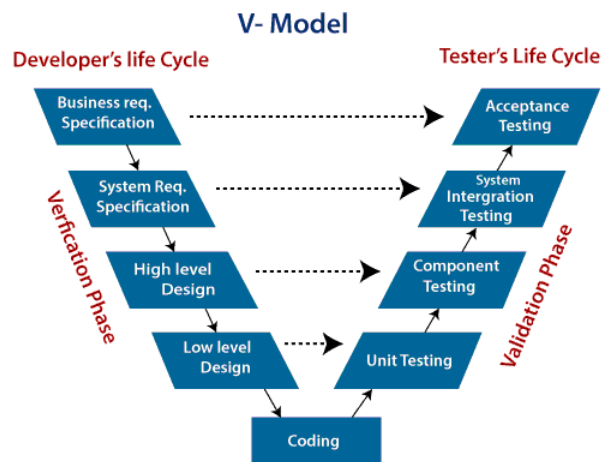 V- Model
Developer's life Cycle
Tester's Life Cycle
Business req.
Specification
Acceptance
Testing
System Req.
Specification
System
Intergration
Testing
High level
Design
Component
Testing
Low level
Design
Unit Testing
Coding
Verfication Phase
Validation Phase